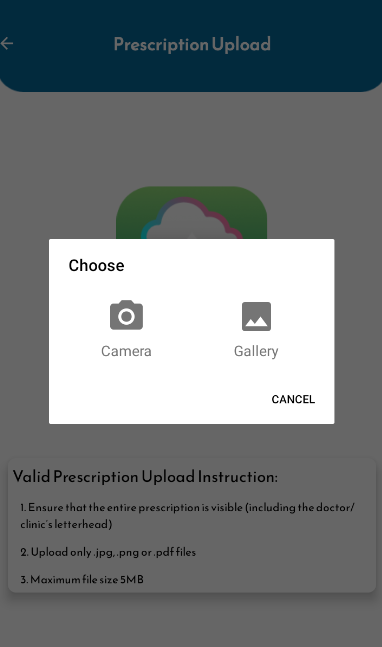 Prescription Upload
Choose
Camera Gallery
CANCEL
Valid Prescription Upload Instruction:
1. Ensure that the entire prescription is visible (including the doctor/
clinic's letterhead)
2. Upload only .jpg, .png or .pdf files
3. Maximum file size 5MB